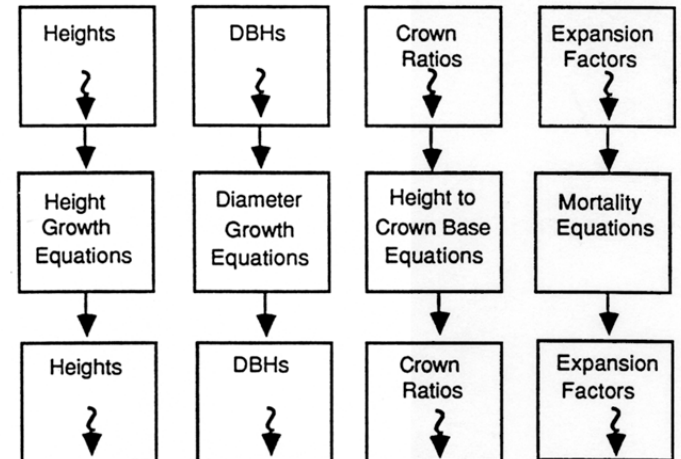 Heights
DBHs
Crown
Ratios
Expansion
Factors
Height
Growth
Equations
Diameter
Growth
Equations
Height to
Crown Base
Equations
Mortality
Equations
Heights
DBHs
Crown
Ratios
Expansion
Factors